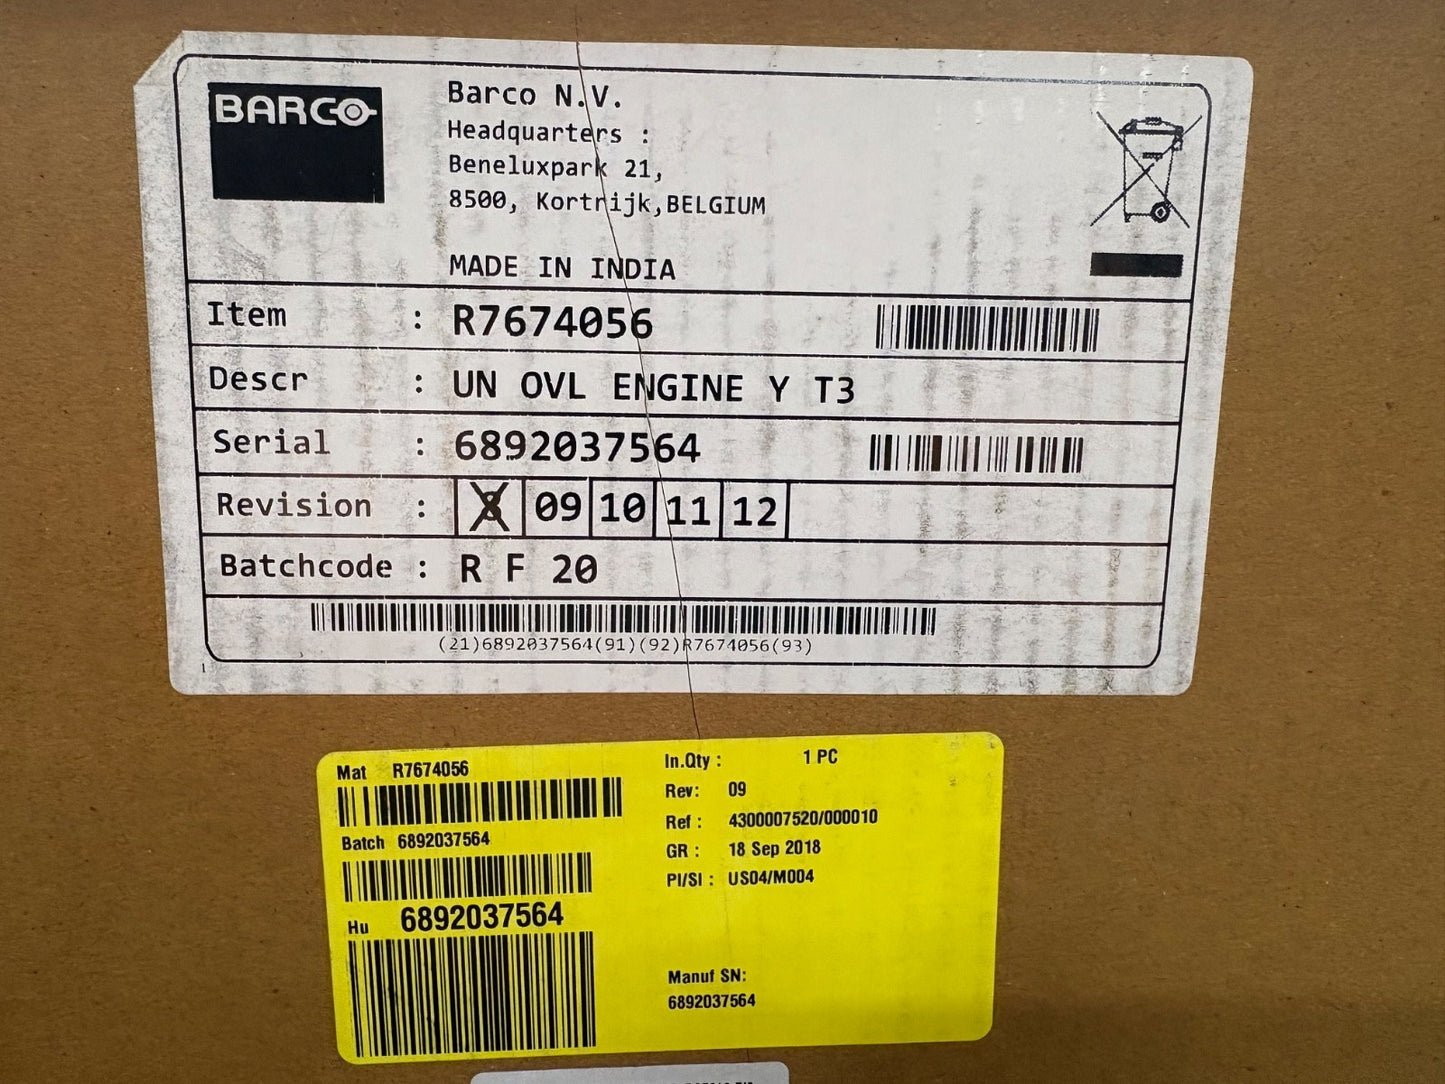 BARCO
Barco N.V.
Headquarters :
Beneluxpark 21,
8500, Kortrijk,BELGIUM
MADE IN INDIA
Item : R7674056
Descr : UN OVL ENGINE Y T3
Serial : 6892037564
Revision : 09 10 11 12
Batchcode : R F 20
(21)6892037564(91)(92)R7674056(93)
1
Mat R7674056
Batch 6892037564
Hu 6892037564
In.Qty : 1 PC
Rev: 09
Ref : 4300007520/000010
GR : 18 Sep 2018
PI/SI : US04/M004
Manuf SN:
6892037564